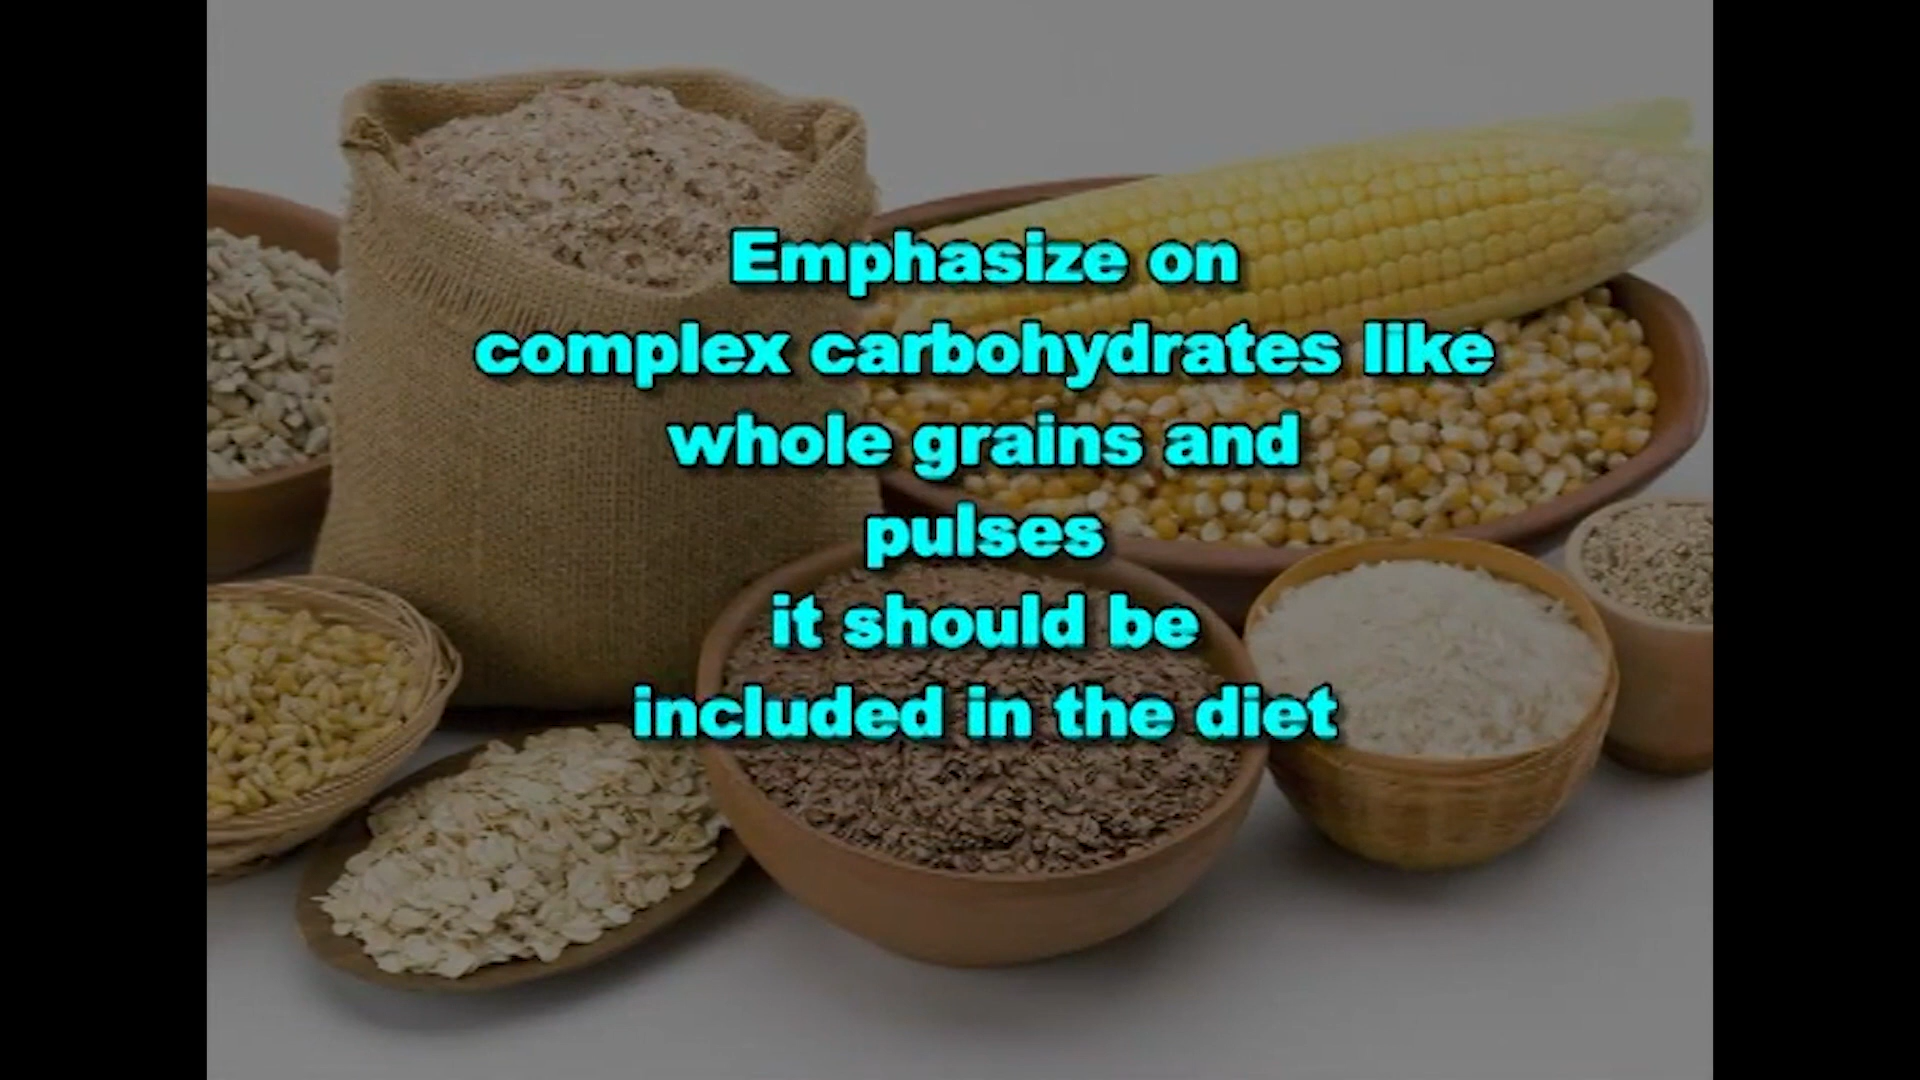 Emphasize on
complex carbohydrates like
whole grains and
pulses
it should be
included in the diet